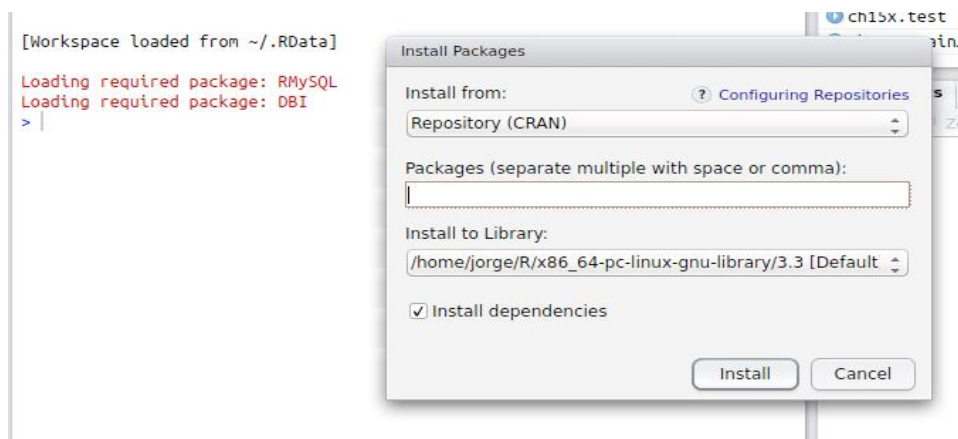 ch15x.test
[Workspace loaded from ~/.RData]
Loading required package: RMySQL
Loading required package: DBI
>
Install Packages
Install from:
? Configuring Repositories
Repository (CRAN)
Packages (separate multiple with space or comma):
Install to Library:
/home/jorge/R/x86_64-pc-linux-gnu-library/3.3 [Default
Install dependencies
Install
Cancel